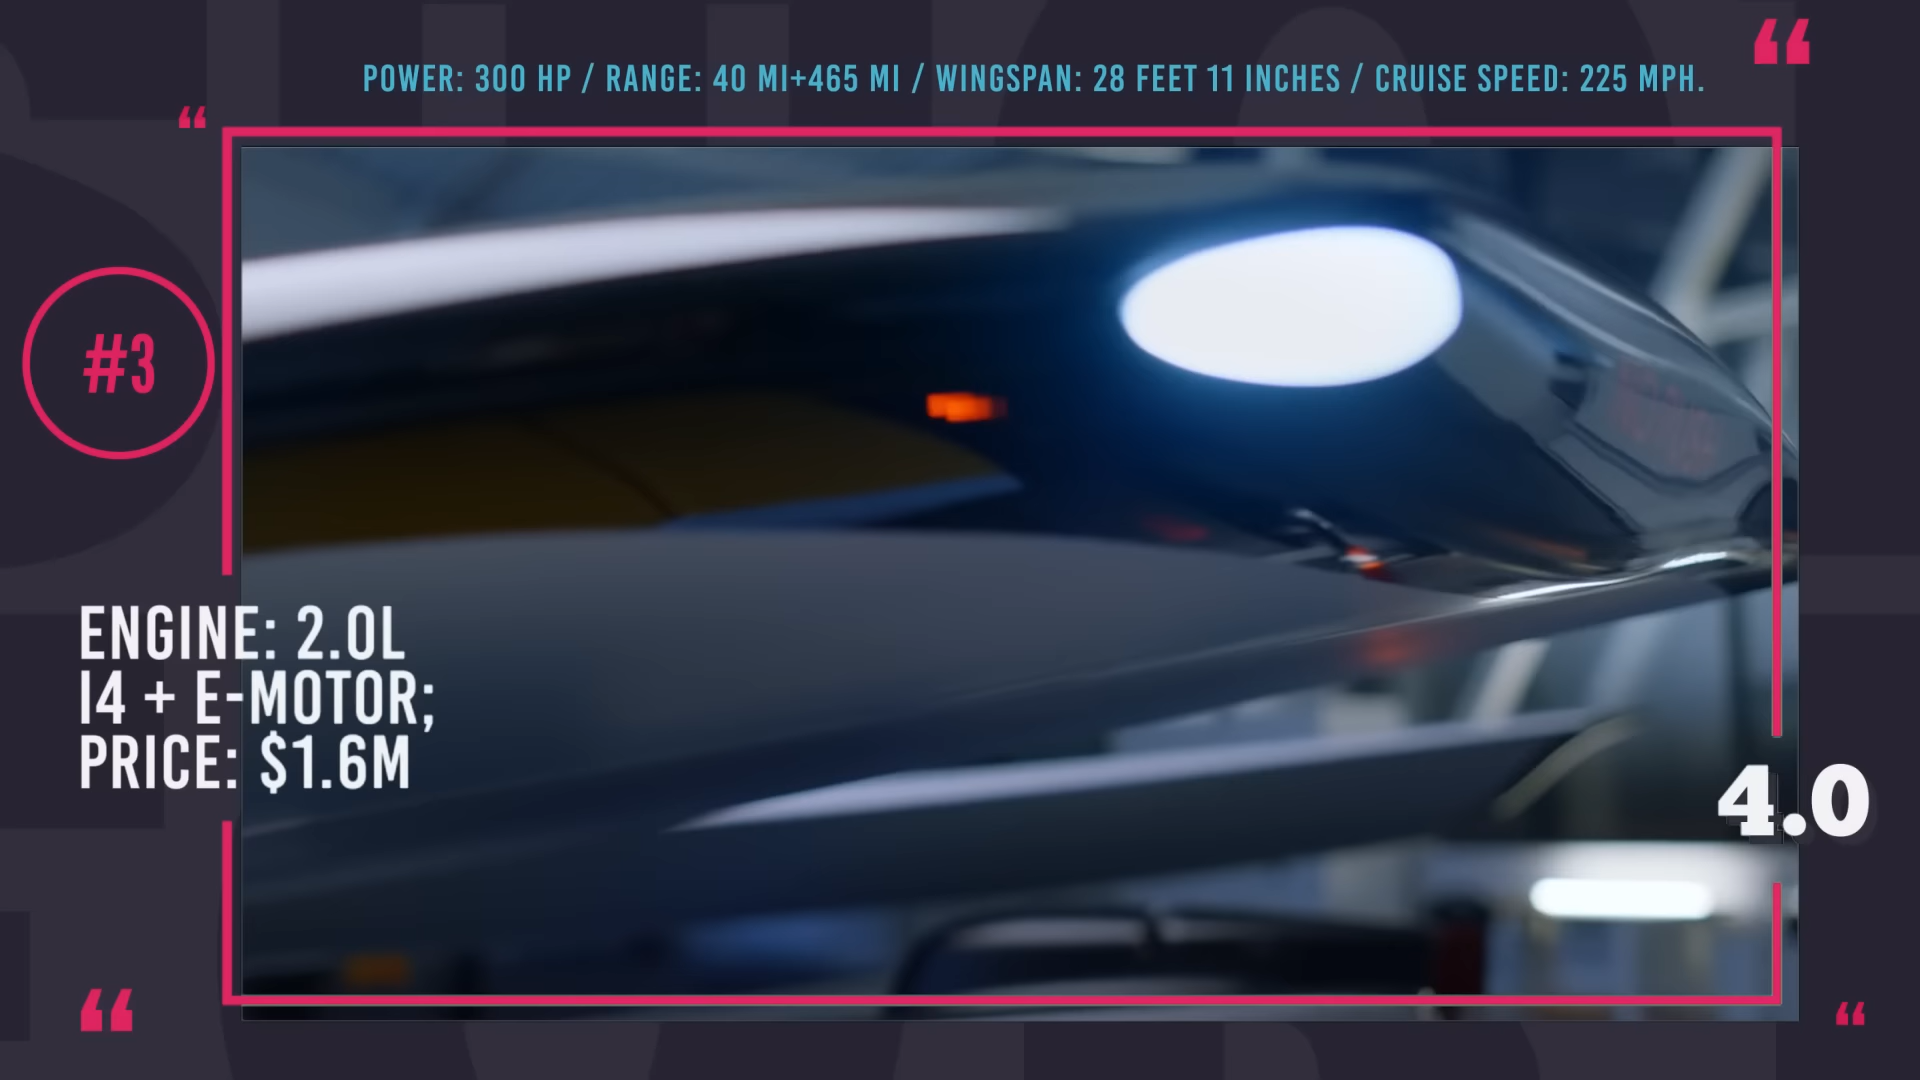 POWER: 300 HP / RANGE: 40 MI+465 MI / WINGSPAN: 28 FEET 11 INCHES / CRUISE SPEED: 225 MPH.
#3
ENGINE: 2.0L
I4 + E-MOTOR;
PRICE: $1.6M
4.0